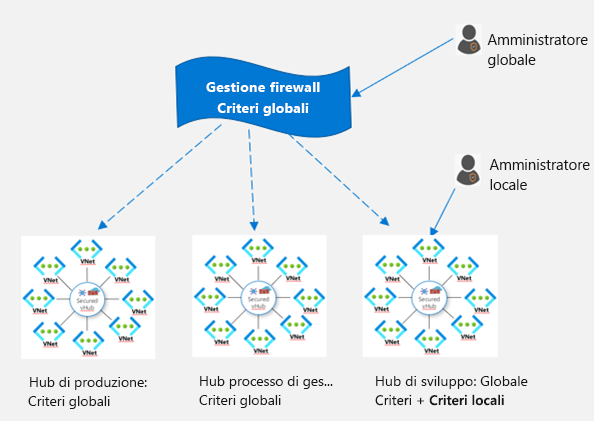 Amministratore
globale
Gestione firewall
Criteri globali
Amministratore
locale
VNet
VNet
VNet
VNet
VNet
VNet
VNet
VNet
Secured
vHub
VNet
VNet
VNet
VNet
VNet
VNet
VNet
VNet
Secured
vHub
VNet
VNet
VNet
VNet
VNet
VNet
VNet
VNet
Secured
vHub
Hub di produzione:
Criteri globali
Hub processo di ges...
Criteri globali
Hub di sviluppo: Globale
Criteri + Criteri locali